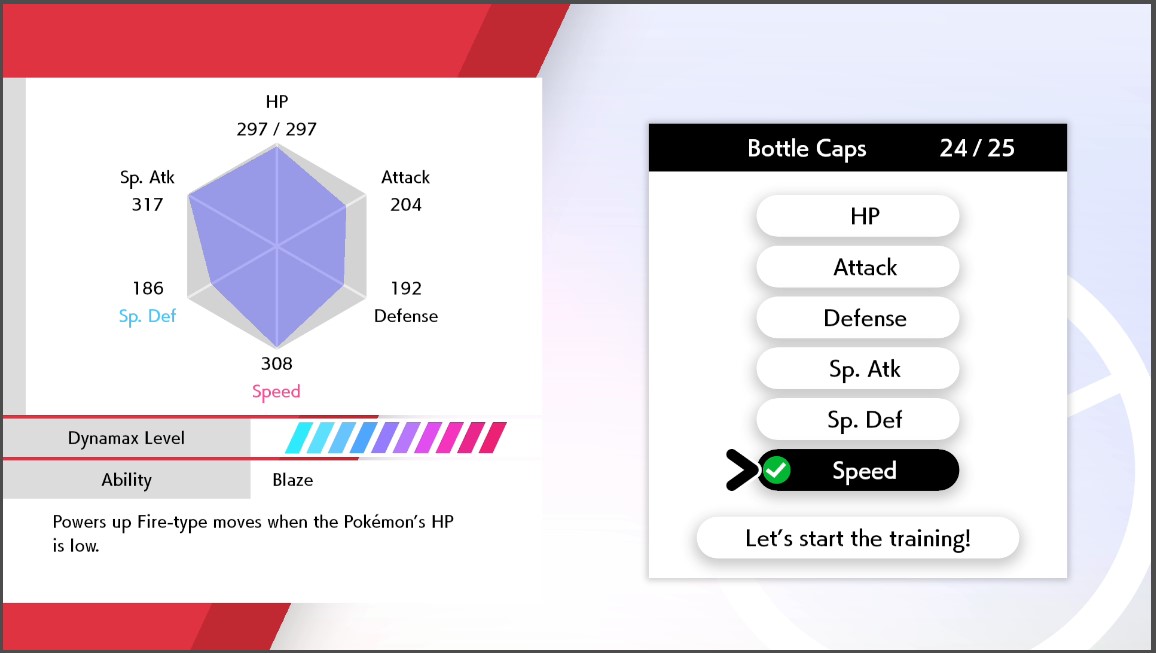 HP
297 / 297
Sp. Atk
317
Attack
204
186
Sp. Def
192
Defense
308
Speed
Dynamax Level
Ability
Blaze
Powers up Fire-type moves when the Pokémon's HP
is low.
Bottle Caps 24 / 25
HP
Attack
Defense
Sp. Atk
Sp. Def
Speed
Let's start the training!